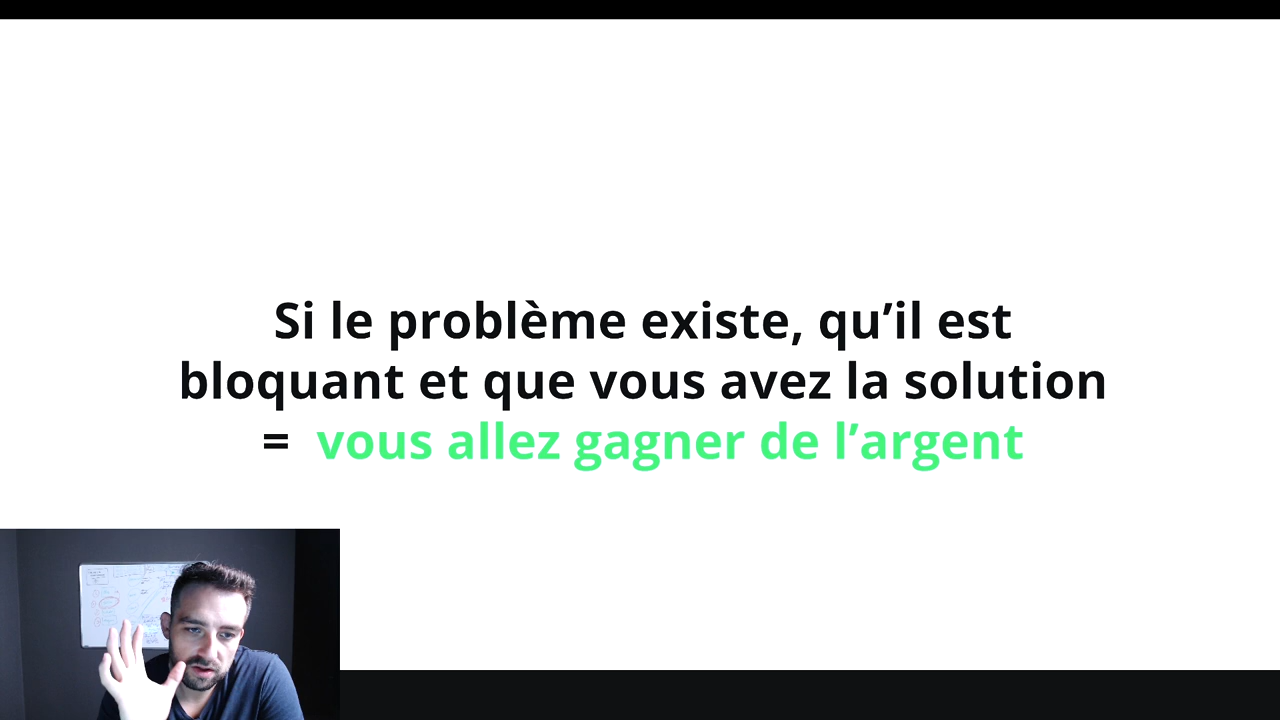 Si le problème existe, qu’il est
bloquant et que vous avez la solution
= vous allez gagner de l’argent